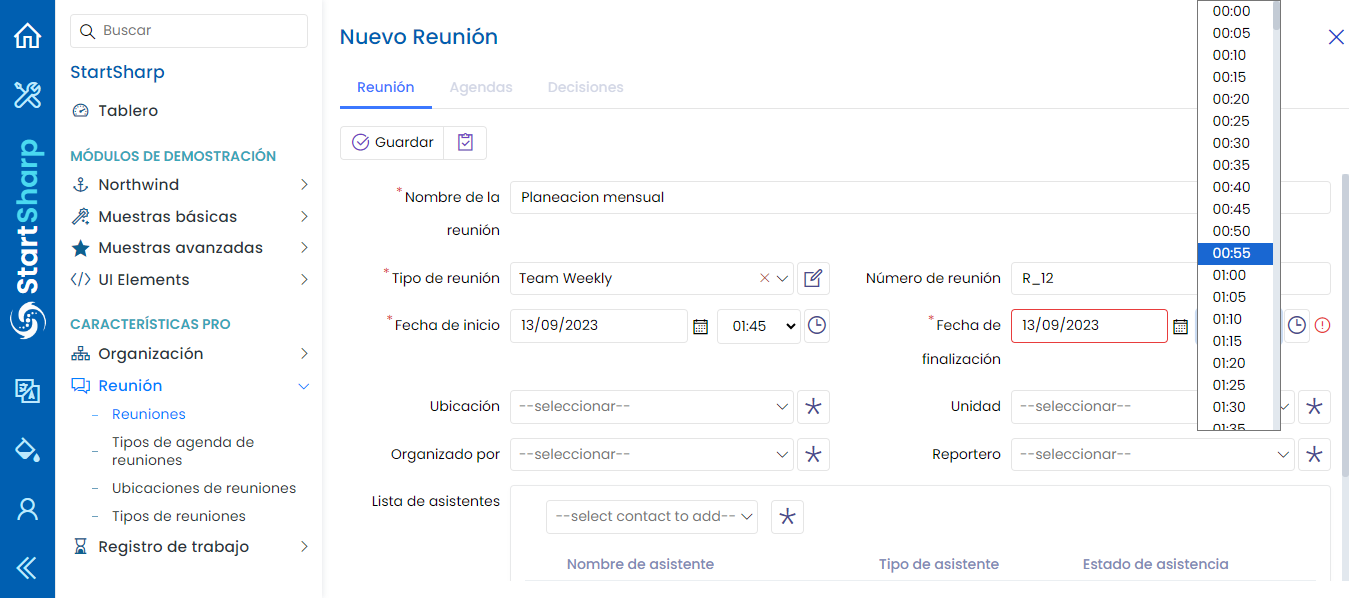 StartSharp
Buscar
StartSharp
Tablero
MÓDULOS DE DEMOSTRACIÓN
Northwind
Muestras básicas
Muestras avanzadas
UI Elements
CARACTERÍSTICAS PRO
Organización
Reunión
Reuniones
Tipos de agenda de
reuniones
Ubicaciones de reuniones
Tipos de reuniones
Registro de trabajo
Nuevo Reunión
Reunión
Agendas
Decisiones
Guardar
*Nombre de la
reunión
Planeacion mensual
*Tipo de reunión
Team Weekly
Número de reunión
R_12
*Fecha de inicio
13/09/2023
01:45
*Fecha de
finalización
13/09/2023
Ubicación
--seleccionar--
Unidad
--seleccionar--
Organizado por
--seleccionar--
Reportero
--seleccionar--
Lista de asistentes
--select contact to add--
Nombre de asistente
Tipo de asistente
Estado de asistencia
00:00
00:05
00:10
00:15
00:20
00:25
00:30
00:35
00:40
00:45
00:50
00:55
01:00
01:05
01:10
01:15
01:20
01:25
01:30
01:35